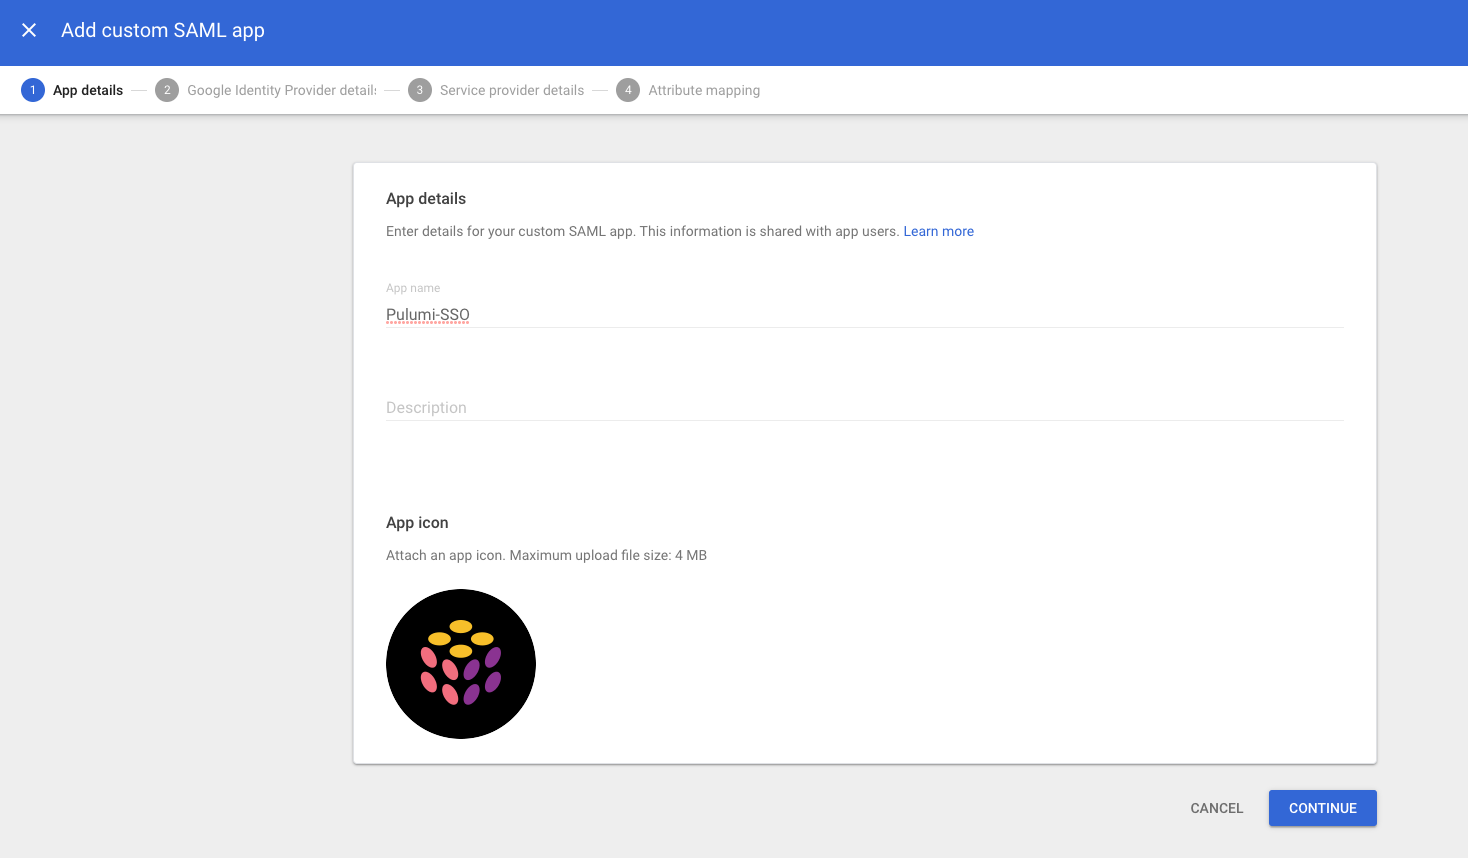 Add custom SAML app
1 App details 2 Google Identity Provider details 3 Service provider details 4 Attribute mapping
App details
Enter details for your custom SAML app. This information is shared with app users. Learn more
App name
Pulumi-SSO
Description
App icon
Attach an app icon. Maximum upload file size: 4 MB
CANCEL CONTINUE